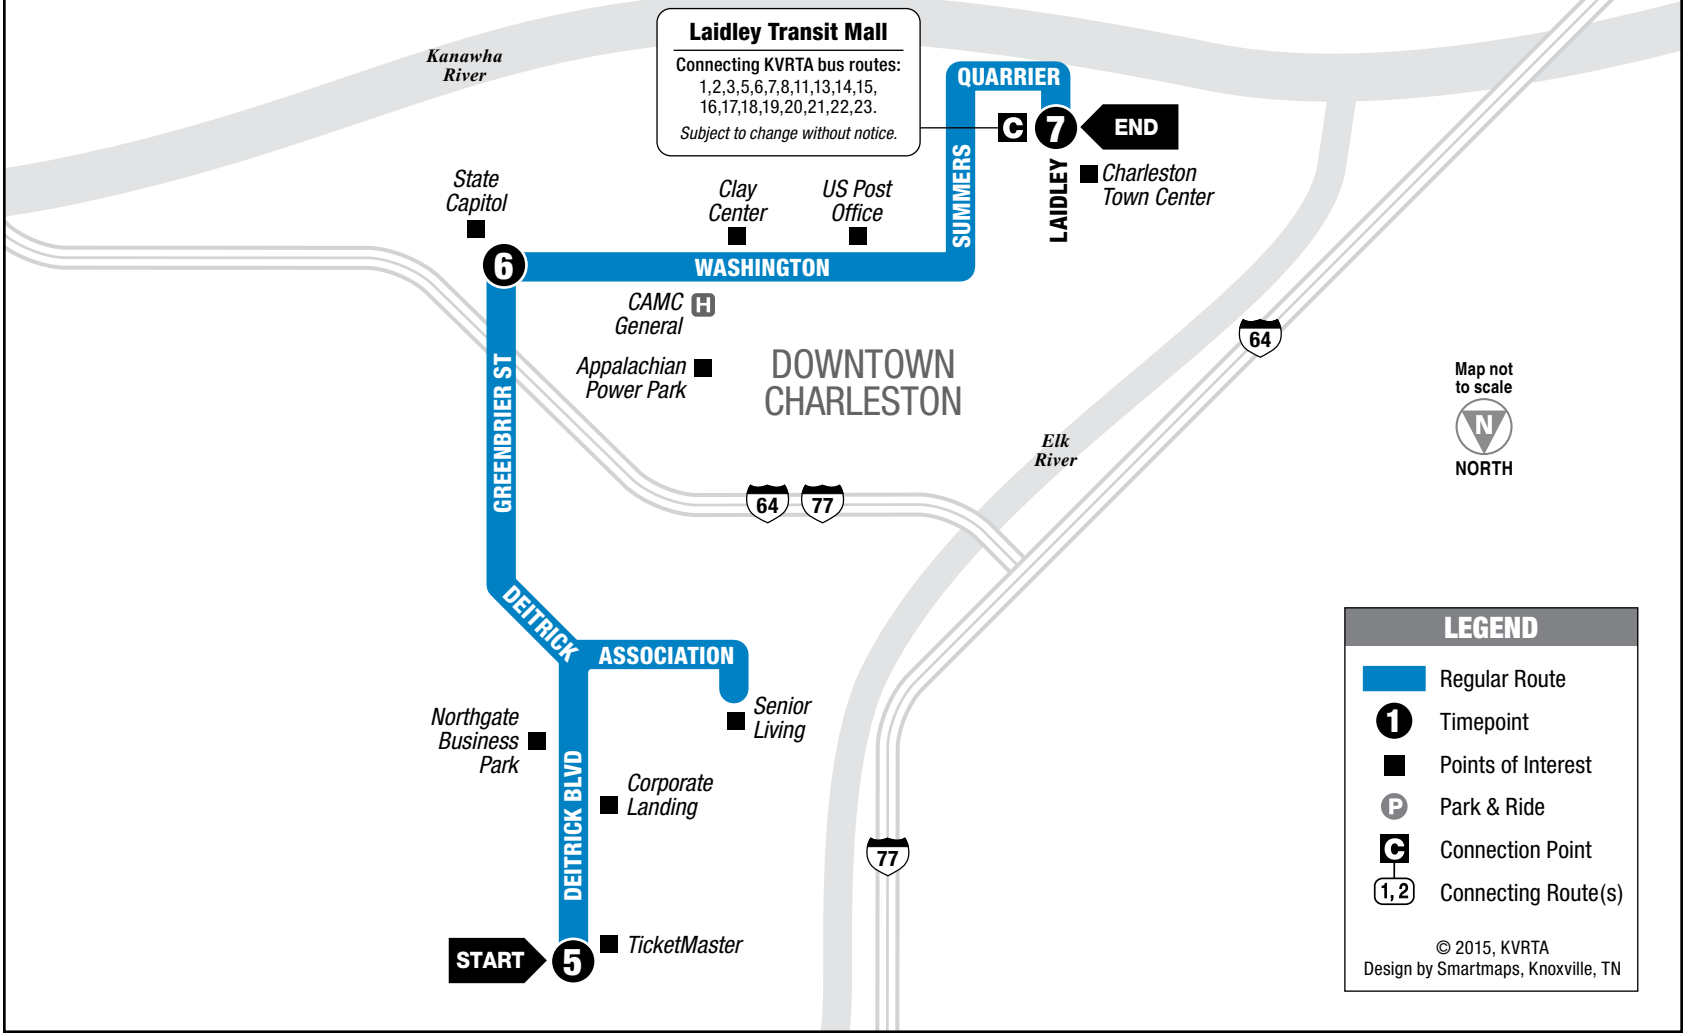 Laidley Transit Mall
Connecting KVRTA bus routes:
1,2,3,5,6,7,8,11,13,14,15,
16,17,18,19,20,21,22,23.
Subject to change without notice.
Kanawha
River
QUARRIER
C
7
END
SUMMERS
LAIDLEY
Charleston
Town Center
State
Capitol
Clay
Center
US Post
Office
6
WASHINGTON
CAMC
General
H
Appalachian
Power Park
DOWNTOWN
CHARLESTON
64
Map not
to scale
N
NORTH
GREENBRIER ST
Elk
River
64
77
DEITRICK
ASSOCIATION
Senior
Living
Northgate
Business
Park
DEITRICK BLVD
Corporate
Landing
77
START
5
TicketMaster
LEGEND
Regular Route
1
Timepoint
Points of Interest
P
Park & Ride
C
Connection Point
1, 2
Connecting Route(s)
© 2015, KVRTA
Design by Smartmaps, Knoxville, TN